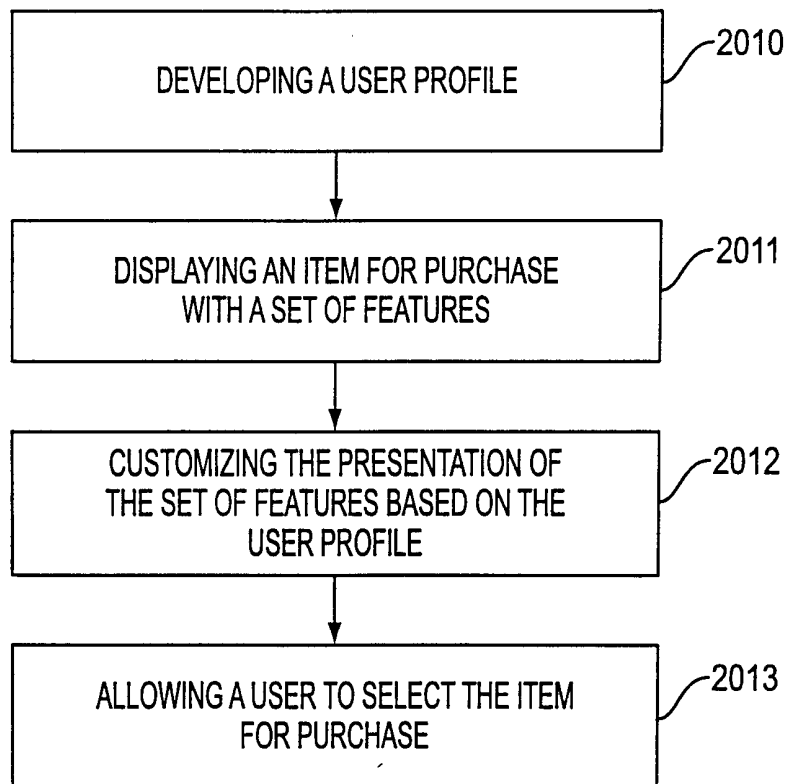 DEVELOPING A USER PROFILE
2010
DISPLAYING AN ITEM FOR PURCHASE
WITH A SET OF FEATURES
2011
CUSTOMIZING THE PRESENTATION OF
THE SET OF FEATURES BASED ON THE
USER PROFILE
2012
ALLOWING A USER TO SELECT THE ITEM
FOR PURCHASE
2013